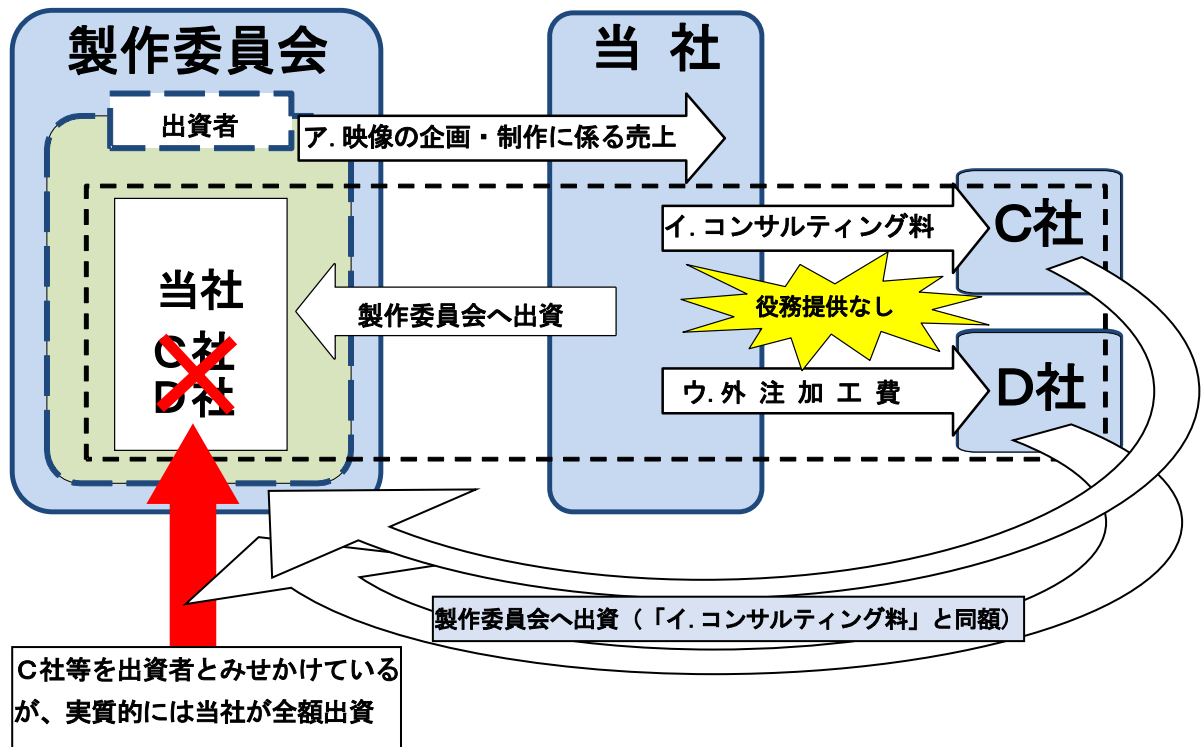 製作委員会
当 社
出資者
ア.映像の企画・制作に係る売上
イ.コンサルティング料
C社
当社
C社
D社
製作委員会へ出資
役務提供なし
ウ.外 注 加 工 費
D社
製作委員会へ出資(「イ.コンサルティング料」と同額)
C社等を出資者とみせかけている
が、実質的には当社が全額出資